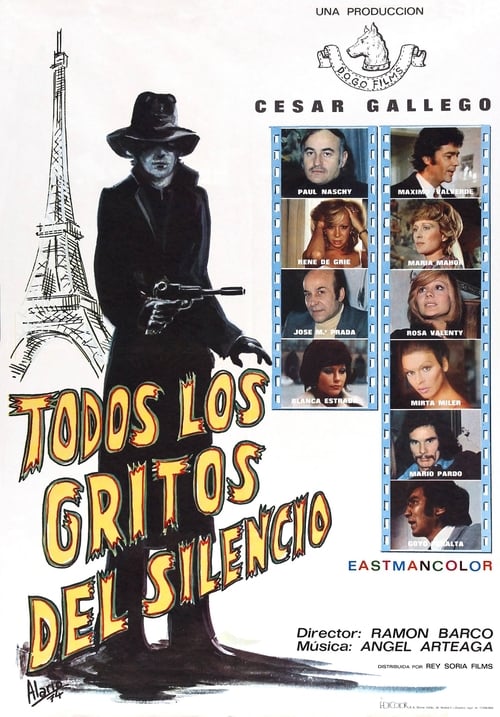 UNA PRODUCCION
DOGO FILMS
CESAR GALLEGO
PAUL NASCHY
MAXIMO VALVERDE
RENE DE GRIE
MARIA MAHOR
JOSE Mª PRADA
ROSA VALENTY
BLANCA ESTRADA
MIRTA MILER
MARIO PARDO
GOYO PERALTA
TODOS LOS
GRITOS
DEL SILENCIO
EASTMANCOLOR
Director: RAMON BARCO
Música: ANGEL ARTEAGA
DISTRIBUIDA POR REY SORIA FILMS
Alario
74